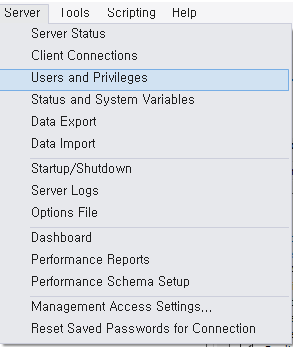 Server Tools Scripting Help
Server Status
Client Connections
Users and Privileges
Status and System Variables
Data Export
Data Import
Startup/Shutdown
Server Logs
Options File
Dashboard
Performance Reports
Performance Schema Setup
Management Access Settings...
Reset Saved Passwords for Connection